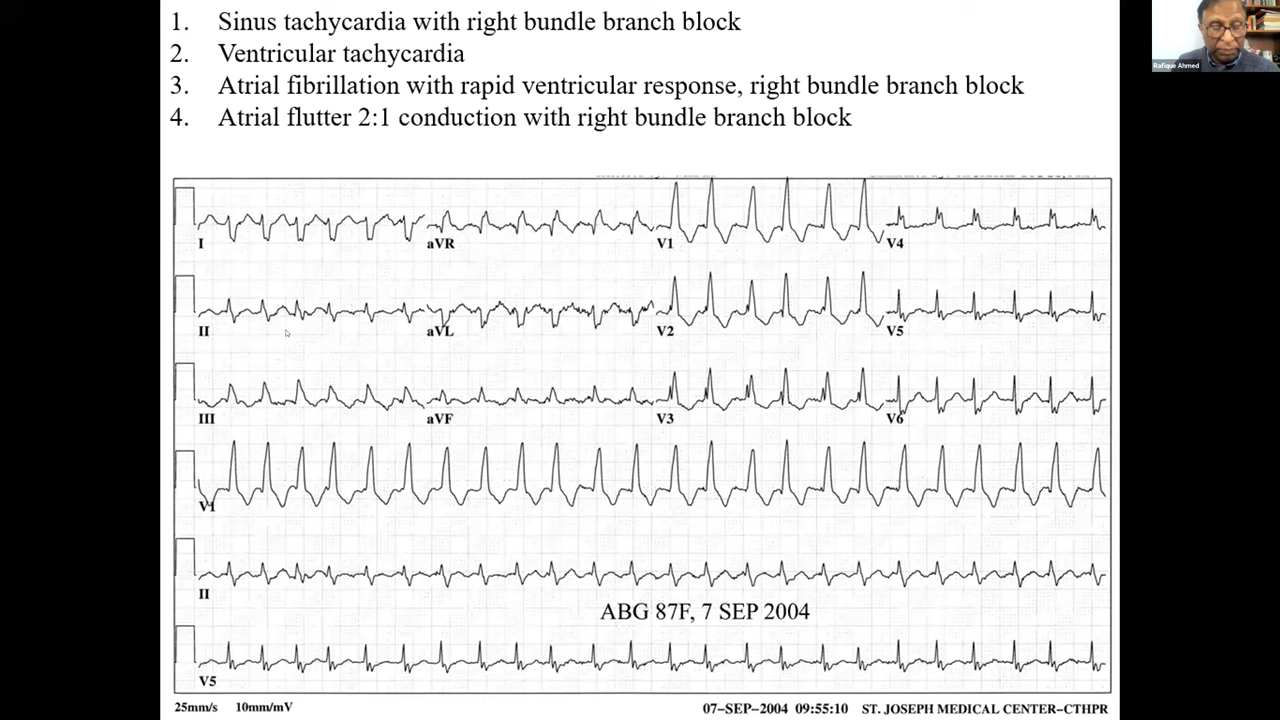 1. Sinus tachycardia with right bundle branch block
Rafique Ahmed
2. Ventricular tachycardia
3. Atrial fibrillation with rapid ventricular response, right bundle branch block
4. Atrial flutter 2:1 conduction with right bundle branch block
I aVR V1 V4
II aVL V2 V5
III aVF V3 V6
V1
II
ABG 87F, 7 SEP 2004
V5
25mm/s 10mm/mV 07-SEP-2004 09:55:10 ST. JOSEPH MEDICAL CENTER-CTHPR